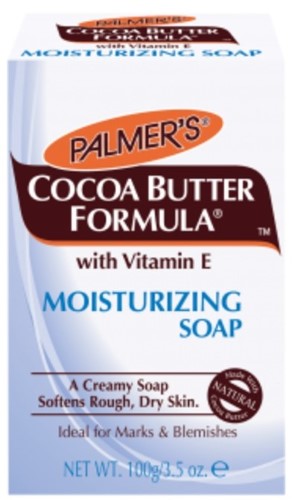 PALMER'S®
COCOA BUTTER
FORMULA™
with Vitamin E
MOISTURIZING SOAP
PALMER'S®
COCOA BUTTER
FORMULA®
TM
with Vitamin E
MOISTURIZING
SOAP
A Creamy Soap
Softens Rough, Dry Skin.
Made With
NATURAL
Cocoa Butter
Ideal for Marks & Blemishes
NET WT. 100g/3.5 oz. e